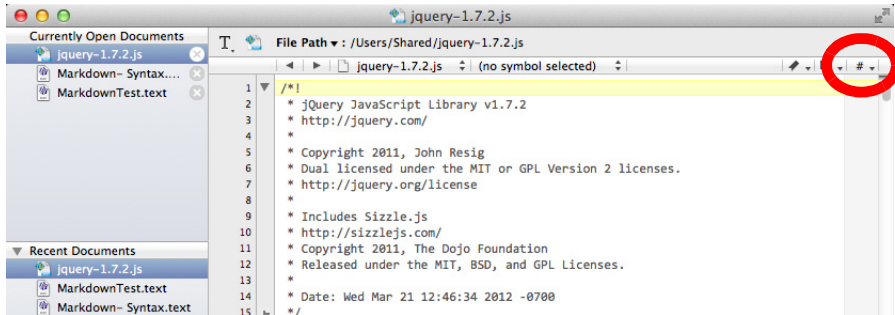 jquery-1.7.2.js
Currently Open Documents
jquery-1.7.2.js
Markdown- Syntax....
MarkdownTest.text
Recent Documents
jquery-1.7.2.js
MarkdownTest.text
Markdown- Syntax.text
T. File Path ▾ : /Users/Shared/jquery-1.7.2.js
jquery-1.7.2.js (no symbol selected) #
1 /*!
2 * jQuery JavaScript Library v1.7.2
3 * http://jquery.com/
4 *
5 * Copyright 2011, John Resig
6 * Dual licensed under the MIT or GPL Version 2 licenses.
7 * http://jquery.org/license
8 *
9 * Includes Sizzle.js
10 * http://sizzlejs.com/
11 * Copyright 2011, The Dojo Foundation
12 * Released under the MIT, BSD, and GPL Licenses.
13 *
14 * Date: Wed Mar 21 12:46:34 2012 -0700
15 */